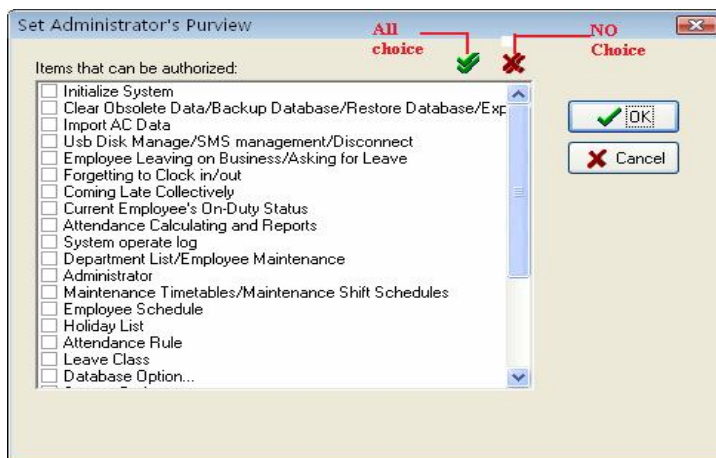 Set Administrator's Purview
All
choice
NO
Choice
Items that can be authorized:
Initialize System
Clear Obsolete Data/Backup Database/Restore Database/Exp
Import AC Data
Usb Disk Manage/SMS management/Disconnect
Employee Leaving on Business/Asking for Leave
Forgetting to Clock in/out
Coming Late Collectively
Current Employee's On-Duty Status
Attendance Calculating and Reports
System operate log
Department List/Employee Maintenance
Administrator
Maintenance Timetables/Maintenance Shift Schedules
Employee Schedule
Holiday List
Attendance Rule
Leave Class
Database Option...
OK
Cancel